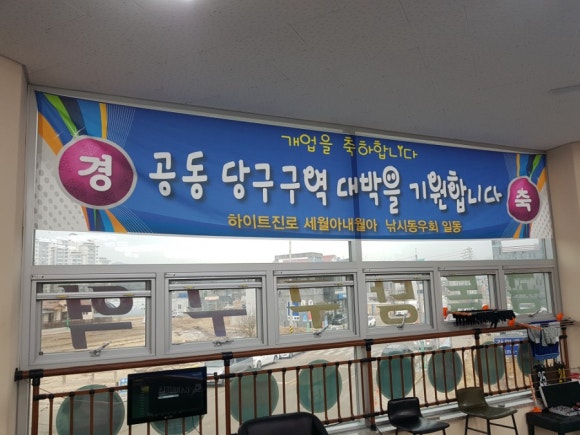 개업을 축하합니다
경 공동 당구구역 대박을 기원합니다 축
하이트진로 세월아내월아 낚시동우회 일동